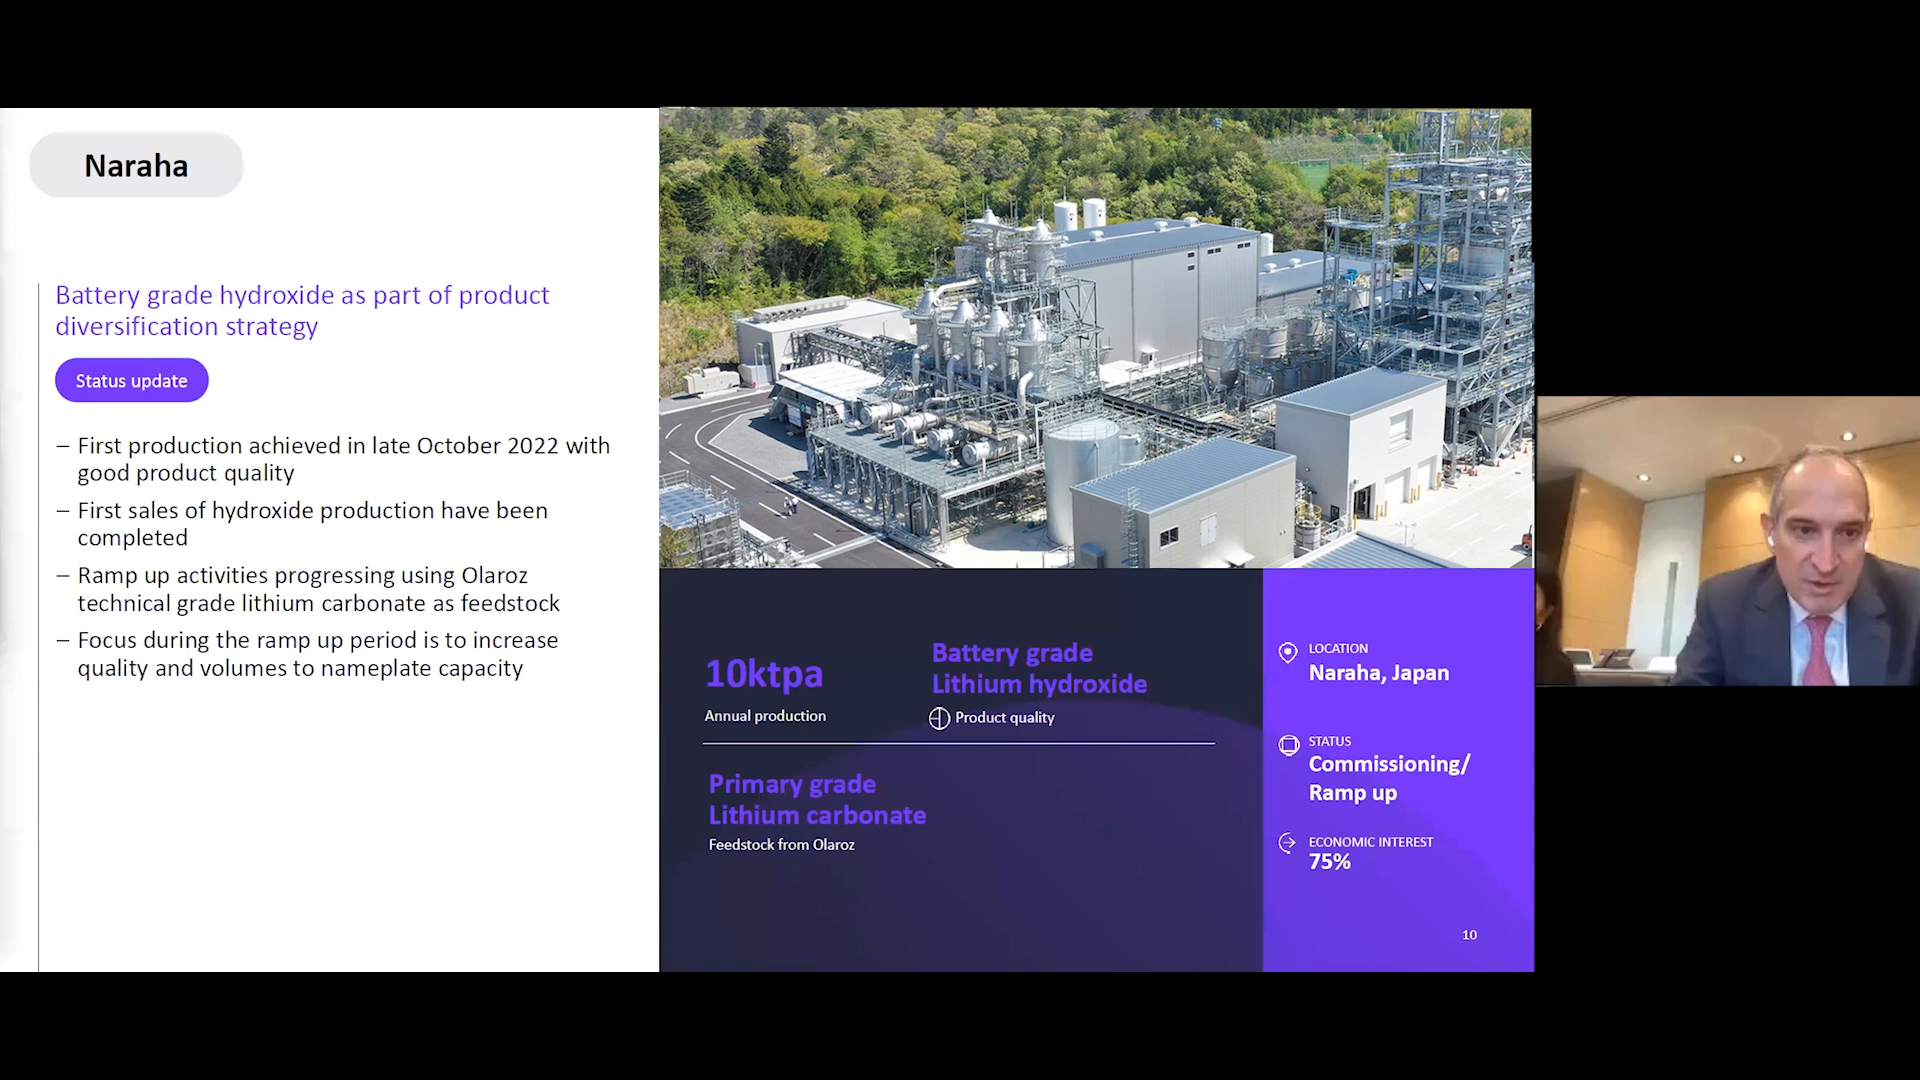 Naraha
Battery grade hydroxide as part of product
diversification strategy
Status update
– First production achieved in late October 2022 with
good product quality
– First sales of hydroxide production have been
completed
– Ramp up activities progressing using Olaroz
technical grade lithium carbonate as feedstock
– Focus during the ramp up period is to increase
quality and volumes to nameplate capacity
10ktpa
Annual production
Battery grade
Lithium hydroxide
Product quality
Primary grade
Lithium carbonate
Feedstock from Olaroz
LOCATION
Naraha, Japan
STATUS
Commissioning/
Ramp up
ECONOMIC INTEREST
75%
10